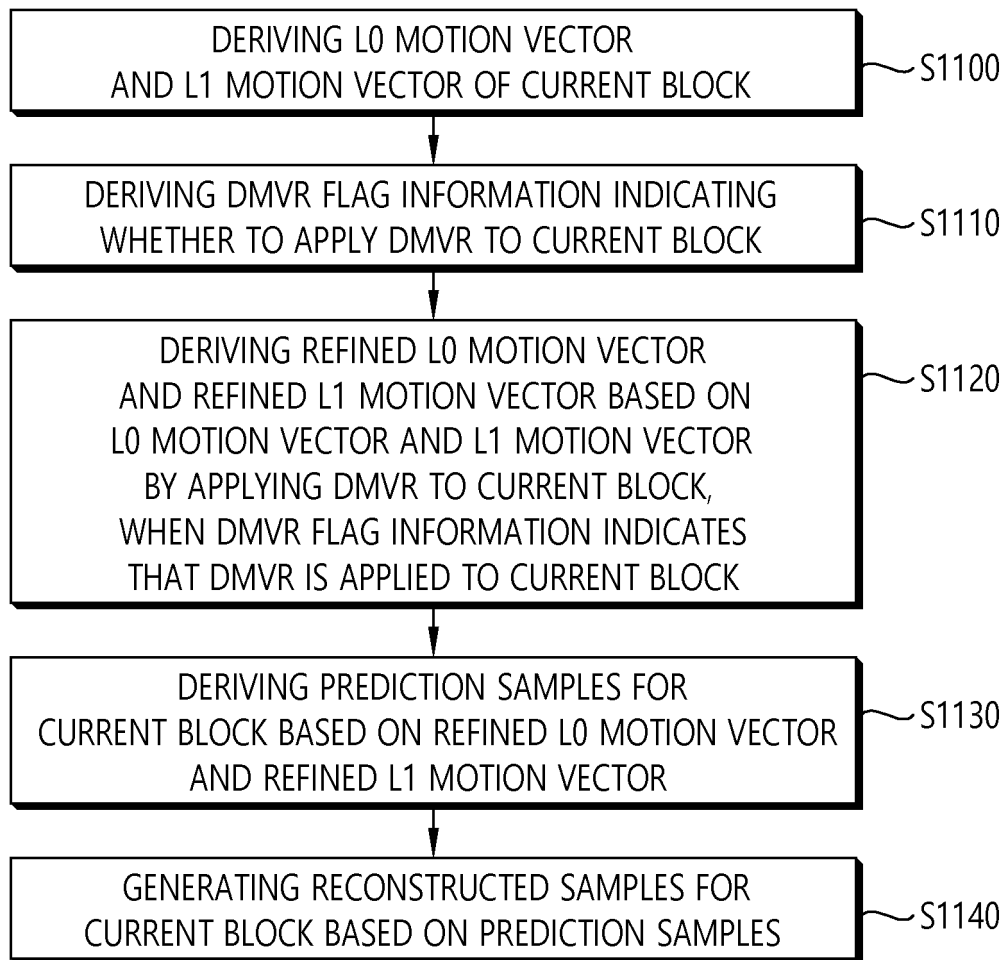 DERIVING L0 MOTION VECTOR
AND L1 MOTION VECTOR OF CURRENT BLOCK
S1100
DERIVING DMVR FLAG INFORMATION INDICATING
WHETHER TO APPLY DMVR TO CURRENT BLOCK
S1110
DERIVING REFINED L0 MOTION VECTOR
AND REFINED L1 MOTION VECTOR BASED ON
L0 MOTION VECTOR AND L1 MOTION VECTOR
BY APPLYING DMVR TO CURRENT BLOCK,
WHEN DMVR FLAG INFORMATION INDICATES
THAT DMVR IS APPLIED TO CURRENT BLOCK
S1120
DERIVING PREDICTION SAMPLES FOR
CURRENT BLOCK BASED ON REFINED L0 MOTION VECTOR
AND REFINED L1 MOTION VECTOR
S1130
GENERATING RECONSTRUCTED SAMPLES FOR
CURRENT BLOCK BASED ON PREDICTION SAMPLES
S1140